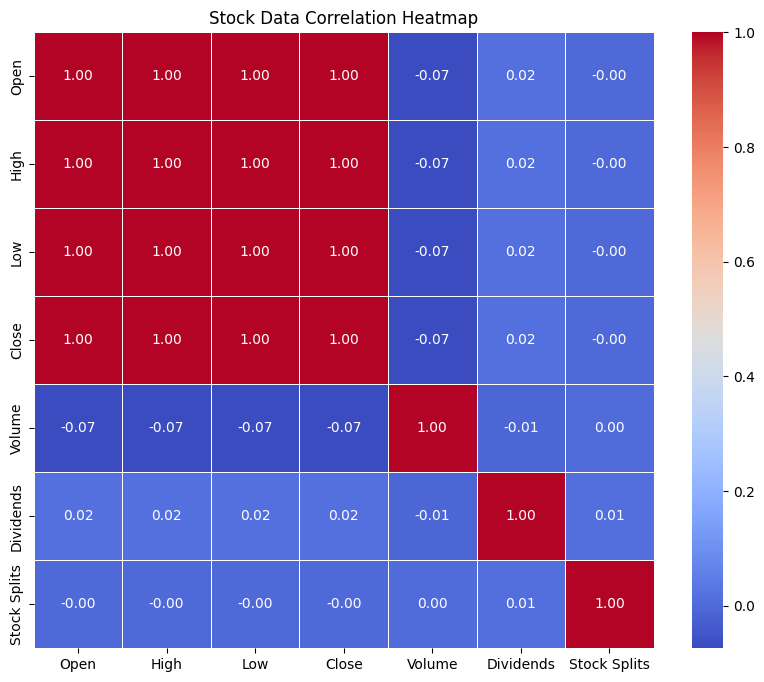 Stock Data Correlation Heatmap
Open 1.00 1.00 1.00 1.00 -0.07 0.02 -0.00
High 1.00 1.00 1.00 1.00 -0.07 0.02 -0.00
Low 1.00 1.00 1.00 1.00 -0.07 0.02 -0.00
Close 1.00 1.00 1.00 1.00 -0.07 0.02 -0.00
Volume -0.07 -0.07 -0.07 -0.07 1.00 -0.01 0.00
Dividends 0.02 0.02 0.02 0.02 -0.01 1.00 0.01
Stock Splits -0.00 -0.00 -0.00 -0.00 0.00 0.01 1.00
Open High Low Close Volume Dividends Stock Splits
1.0
0.8
0.6
0.4
0.2
0.0